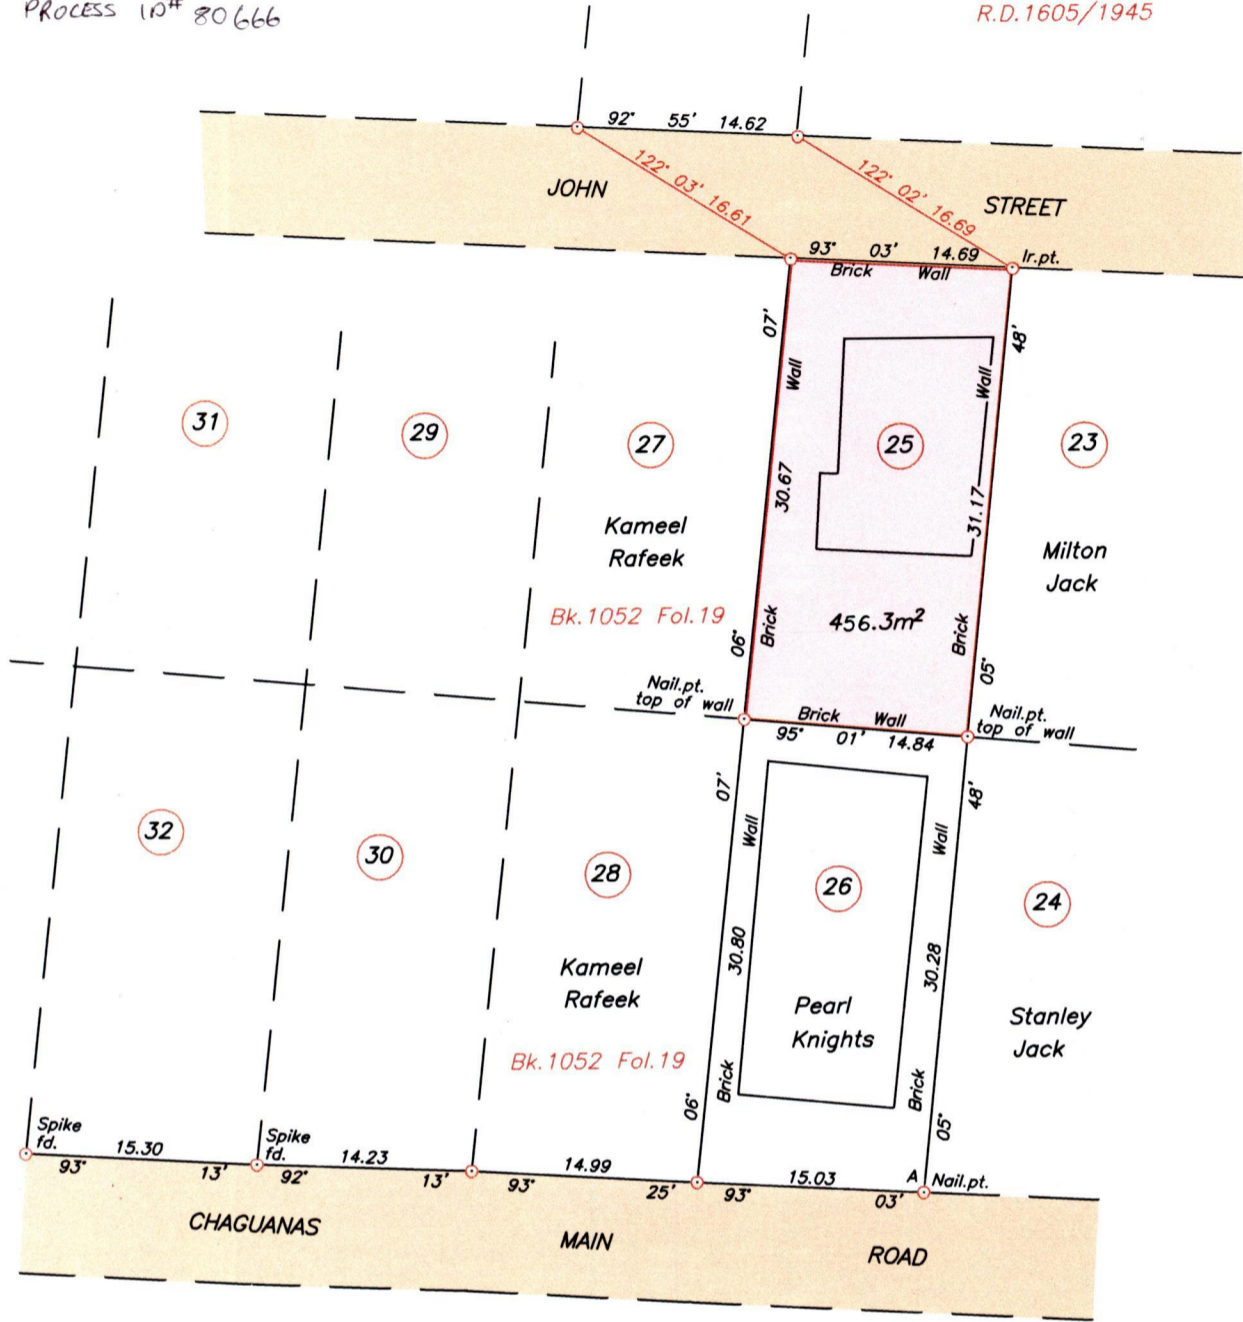 PROCESS ID# 80666
R.D.1605/1945
92° 55' 14.62
122° 03' 16.61
122° 02' 16.69
JOHN STREET
93° 03' 14.69
Ir.pt.
Brick Wall
07'
48'
Wall
Wall
31
29
27
25
23
30.67
31.17
Kameel
Rafeek
Milton
Jack
Bk.1052 Fol.19
456.3m²
06°
Brick
Brick
05°
Nail.pt.
top of wall
Brick Wall
Nail.pt.
top of wall
95° 01' 14.84
07'
48'
Wall
Wall
32
30
28
26
24
30.80
30.28
Kameel
Rafeek
Pearl
Knights
Stanley
Jack
Bk.1052 Fol.19
06°
Brick
Brick
05°
Spike
fd.
15.30
Spike
fd.
14.23
14.99
15.03
A
Nail.pt.
93° 13'
92° 13'
93° 25'
93° 03'
CHAGUANAS MAIN ROAD